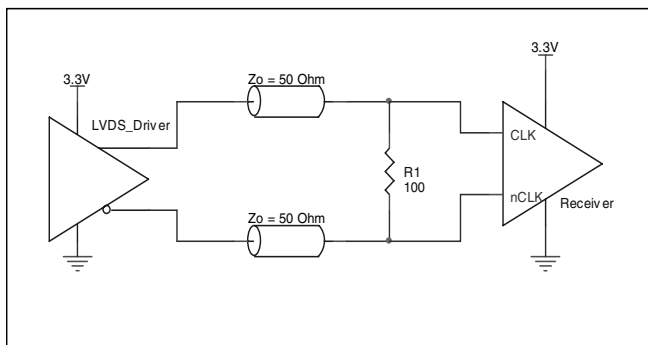 3.3V
LVDS_Driver
Zo = 50 Ohm
Zo = 50 Ohm
R1
100
3.3V
CLK
nCLK
Receiver